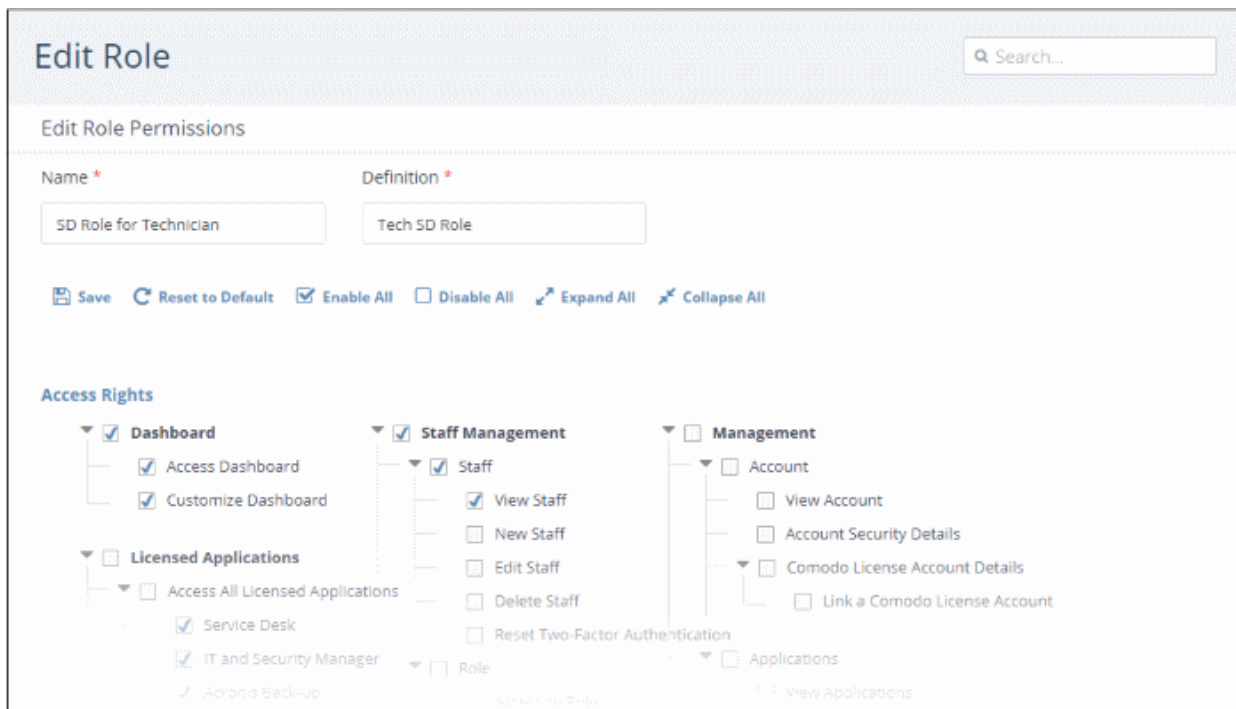 Edit Role
Search...
Edit Role Permissions
Name *
Definition *
SD Role for Technician
Tech SD Role
Save Reset to Default Enable All Disable All Expand All Collapse All
Access Rights
Dashboard
Access Dashboard
Customize Dashboard
Licensed Applications
Access All Licensed Applications
Service Desk
IT and Security Manager
Acronis Back-up
Staff Management
Staff
View Staff
New Staff
Edit Staff
Delete Staff
Reset Two-Factor Authentication
Role
Management
Account
View Account
Account Security Details
Comodo License Account Details
Link a Comodo License Account
Applications
View Applications